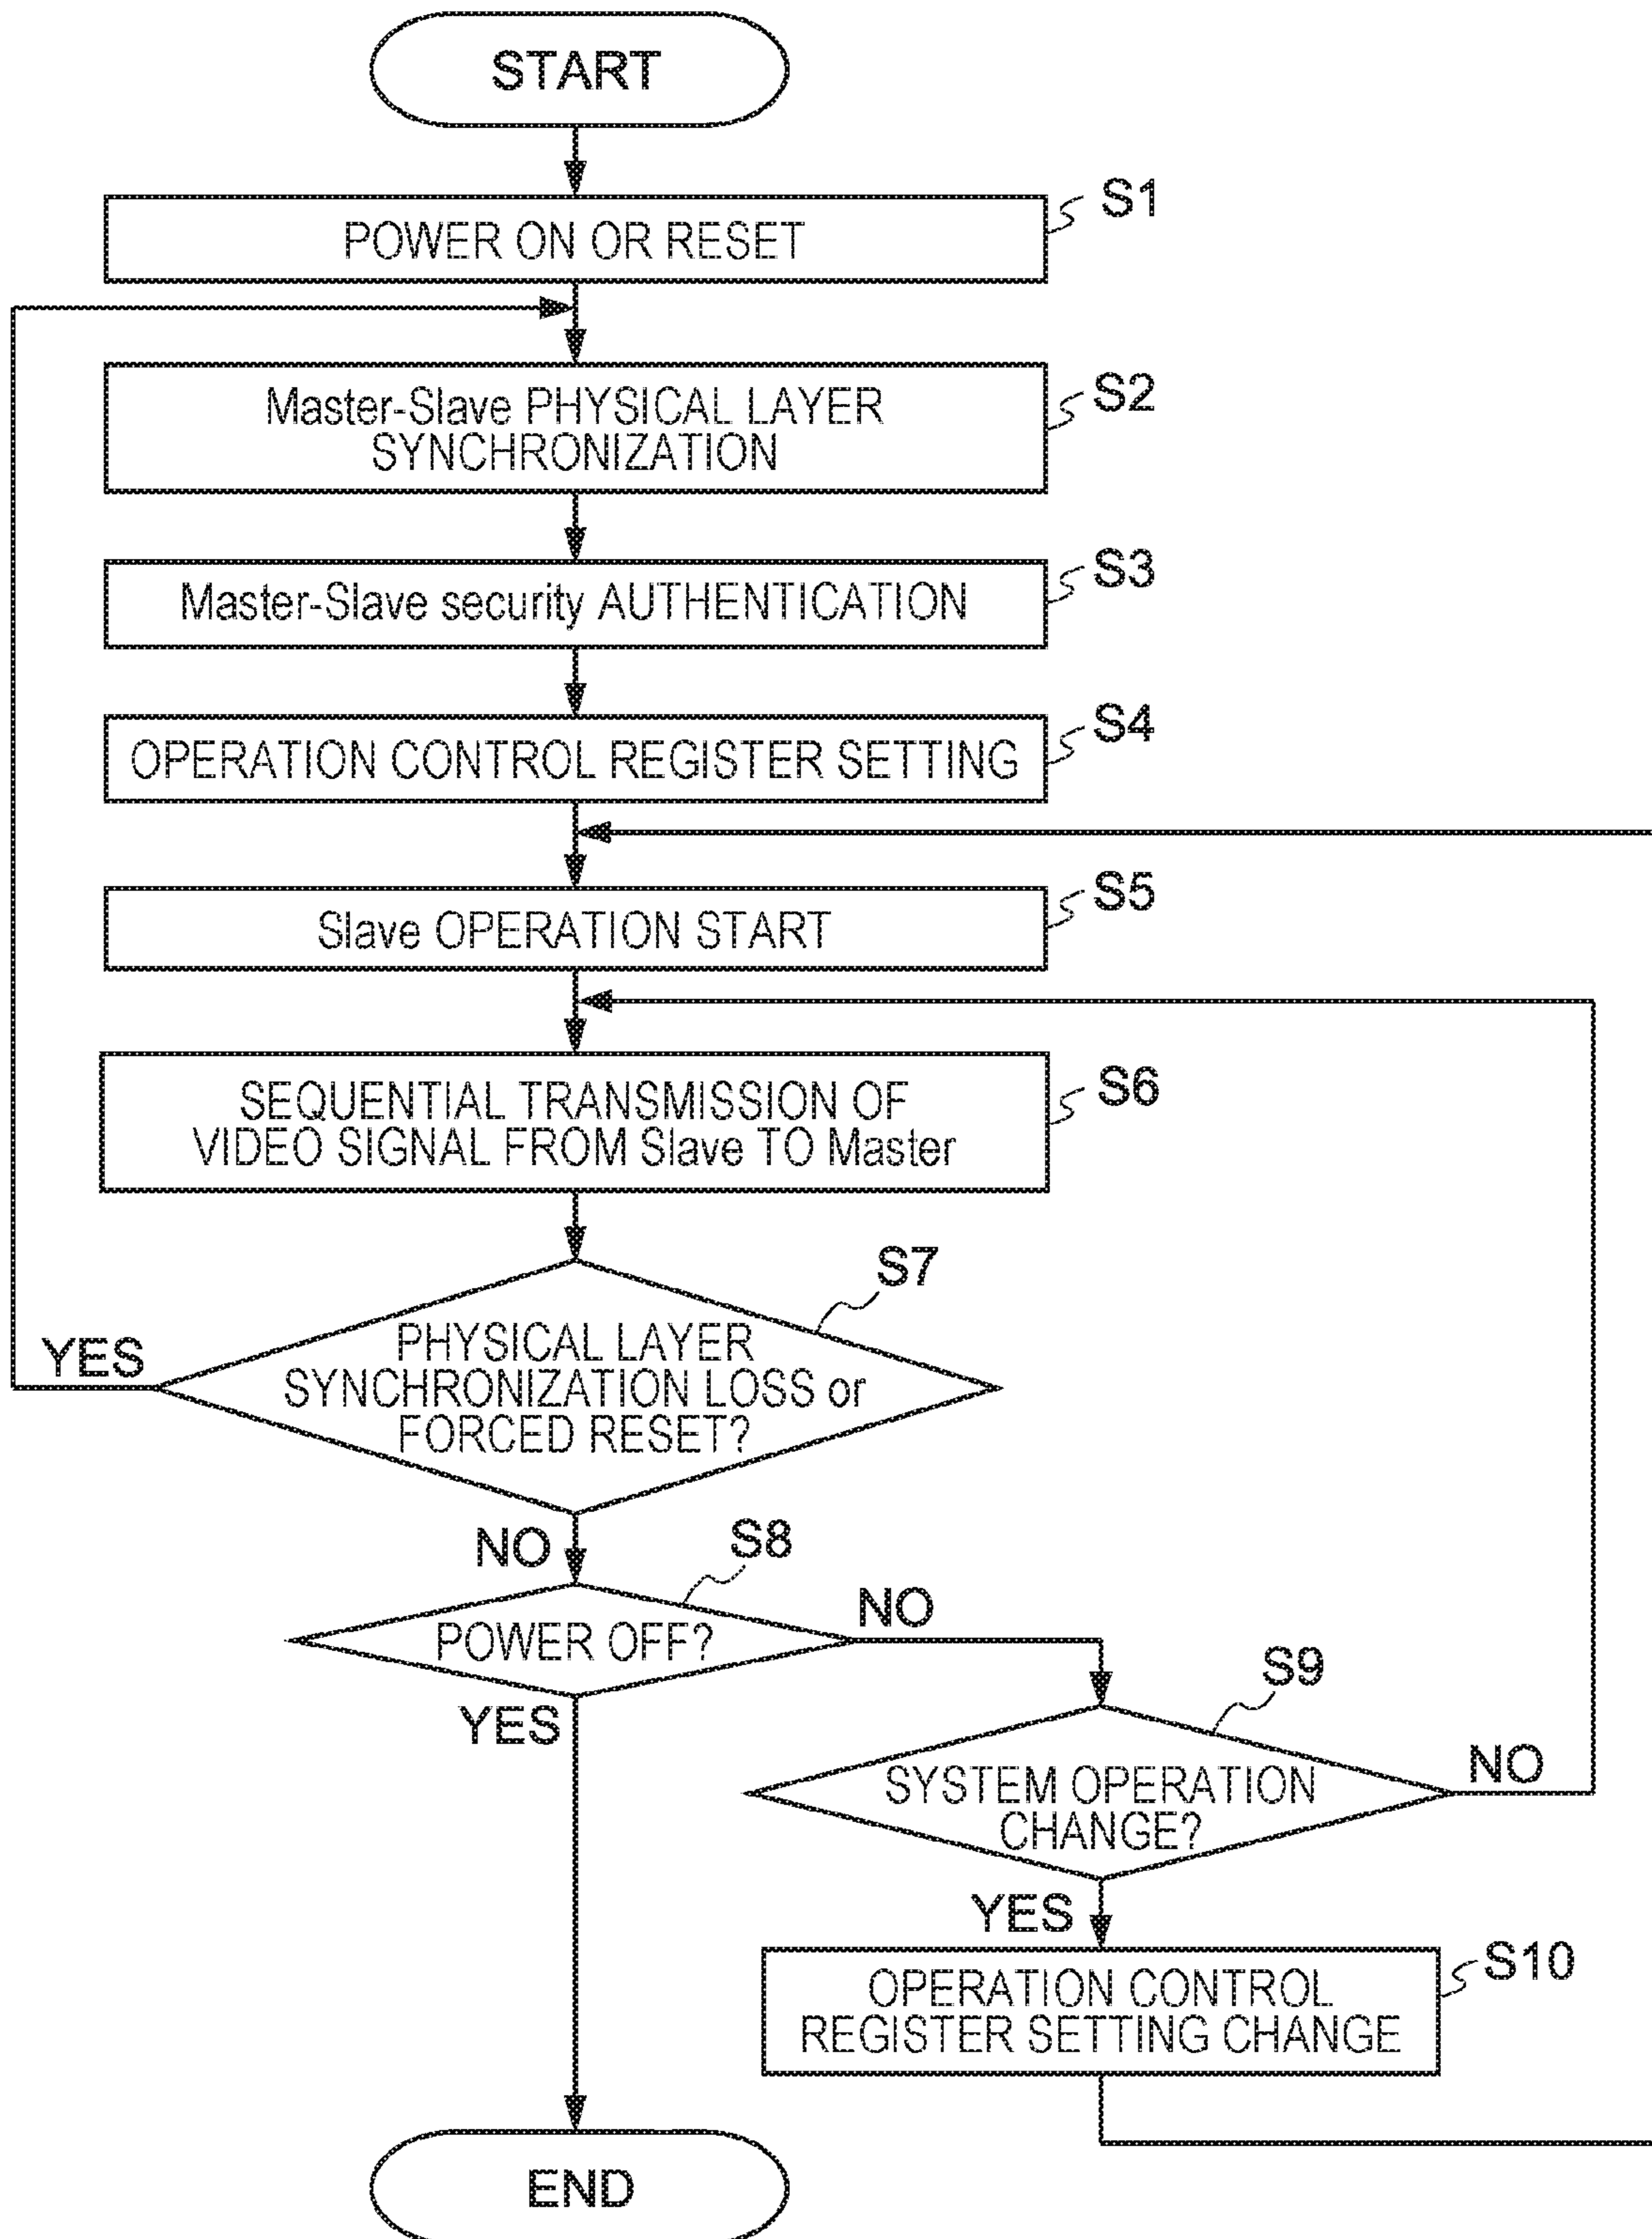 START
POWER ON OR RESET
S1
Master-Slave PHYSICAL LAYER
SYNCHRONIZATION
S2
Master-Slave security AUTHENTICATION
S3
OPERATION CONTROL REGISTER SETTING
S4
Slave OPERATION START
S5
SEQUENTIAL TRANSMISSION OF
VIDEO SIGNAL FROM Slave TO Master
S6
S7
YES
PHYSICAL LAYER
SYNCHRONIZATION LOSS or
FORCED RESET?
NO
S8
POWER OFF?
NO
YES
S9
SYSTEM OPERATION
CHANGE?
NO
YES
S10
OPERATION CONTROL
REGISTER SETTING CHANGE
END